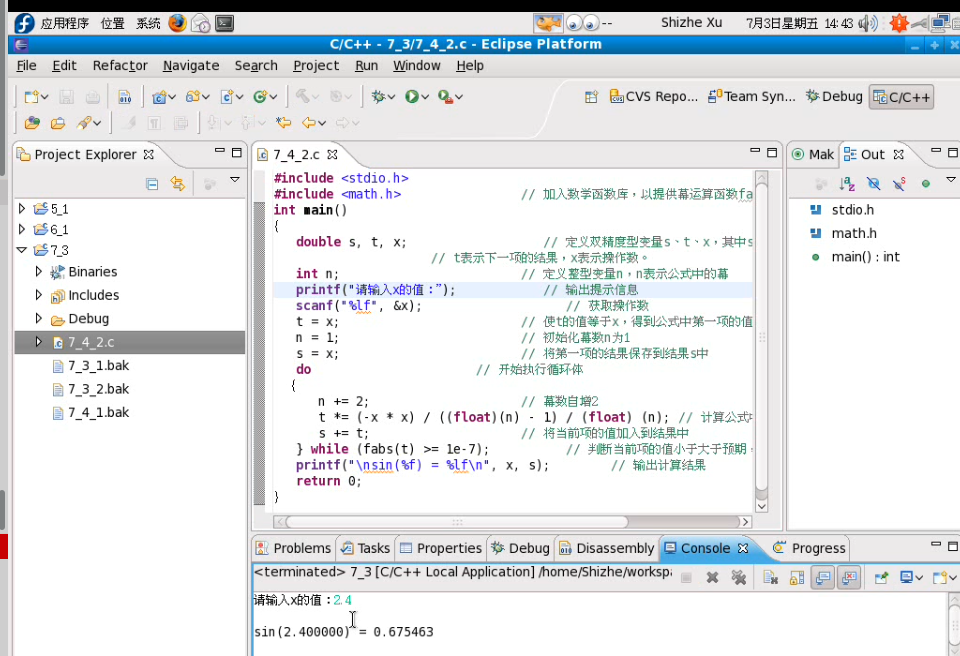 应用程序 位置 系统 Shizhe Xu 7月3日星期五 14:43
C/C++ - 7_3/7_4_2.c - Eclipse Platform
File Edit Refactor Navigate Search Project Run Window Help
CVS Repo... Team Syn... Debug C/C++
Project Explorer
5_1
6_1
7_3
Binaries
Includes
Debug
7_4_2.c
7_3_1.bak
7_3_2.bak
7_4_1.bak
7_4_2.c
#include <stdio.h>
#include <math.h> // 加入数学函数库，以提供幕运算函数fa
int main()
{
double s, t, x; // 定义双精度型变量s、t、x，其中s
// t表示下一项的结果，x表示操作数。
int n; // 定义整型变量n，n表示公式中的幕
printf("请输入x的值："); // 输出提示信息
scanf("%lf", &x); // 获取操作数
t = x; // 使t的值等于x，得到公式中第一项的值
n = 1; // 初始化幕数n为1
s = x; // 将第一项的结果保存到结果s中
do // 开始执行循环体
{
n += 2; // 幕数自增2
t *= (-x * x) / ((float)(n) - 1) / (float) (n); // 计算公式
s += t; // 将当前项的值加入到结果中
} while (fabs(t) >= 1e-7); // 判断当前项的值小于大于预期，
printf("\nsin(%f) = %lf\n", x, s); // 输出计算结果
return 0;
}
Mak Out
stdio.h
math.h
main() : int
Problems Tasks Properties Debug Disassembly Console Progress
<terminated> 7_3 [C/C++ Local Application] /home/Shizhe/workspa
请输入x的值：2.4
sin(2.400000) = 0.675463